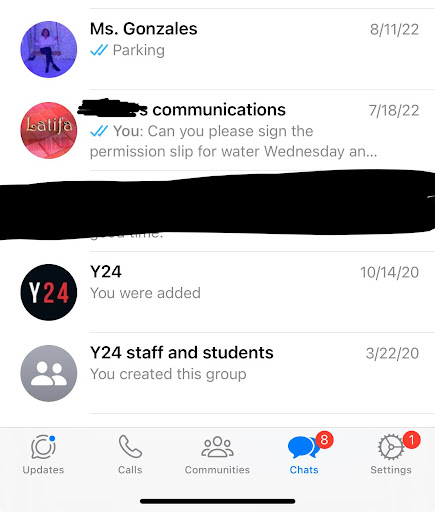 Ms. Gonzales
8/11/22
Parking
Latifa
s communications
7/18/22
You: Can you please sign the
permission slip for water Wednesday an...
time.
Y24
Y24
10/14/20
You were added
Y24 staff and students
3/22/20
You created this group
8
1
Updates
Calls
Communities
Chats
Settings